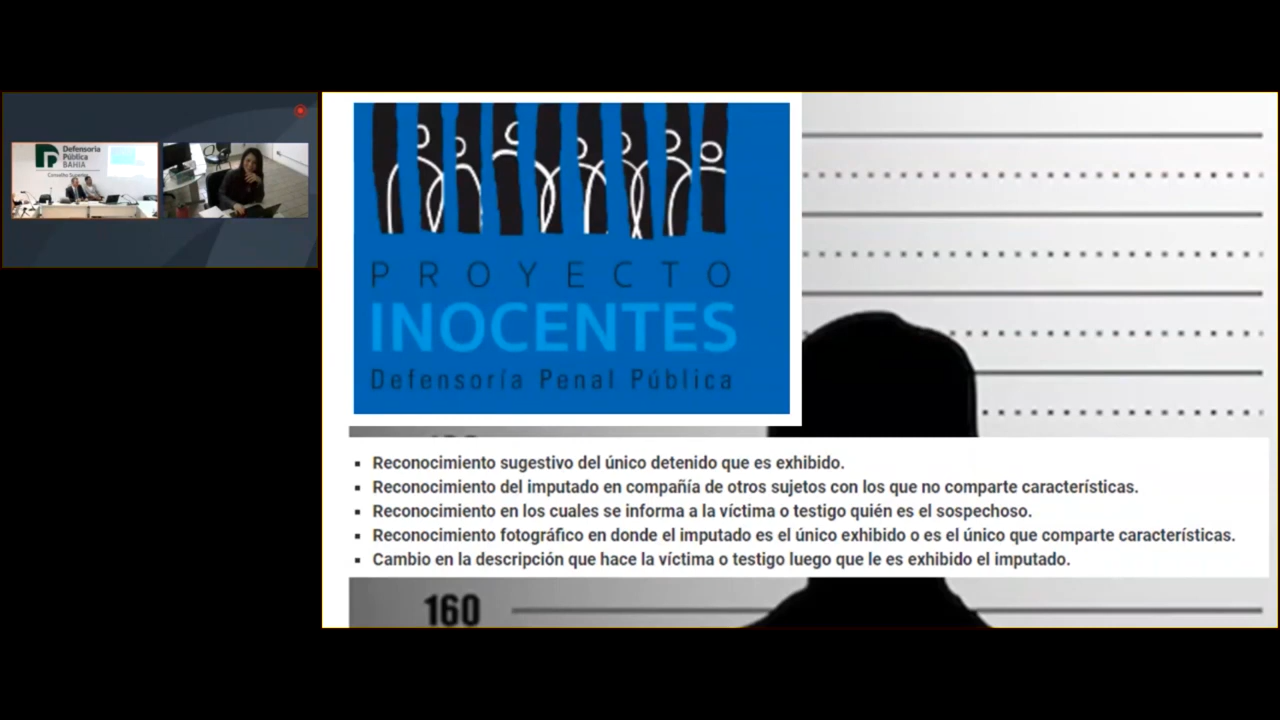 Defensoria
Pública
BAHIA
PROYECTO
INOCENTES
Defensoría Penal Pública
▪ Reconocimiento sugestivo del único detenido que es exhibido.
▪ Reconocimiento del imputado en compañía de otros sujetos con los que no comparte características.
▪ Reconocimiento en los cuales se informa a la víctima o testigo quién es el sospechoso.
▪ Reconocimiento fotográfico en donde el imputado es el único exhibido o es el único que comparte características.
▪ Cambio en la descripción que hace la víctima o testigo luego que le es exhibido el imputado.
160